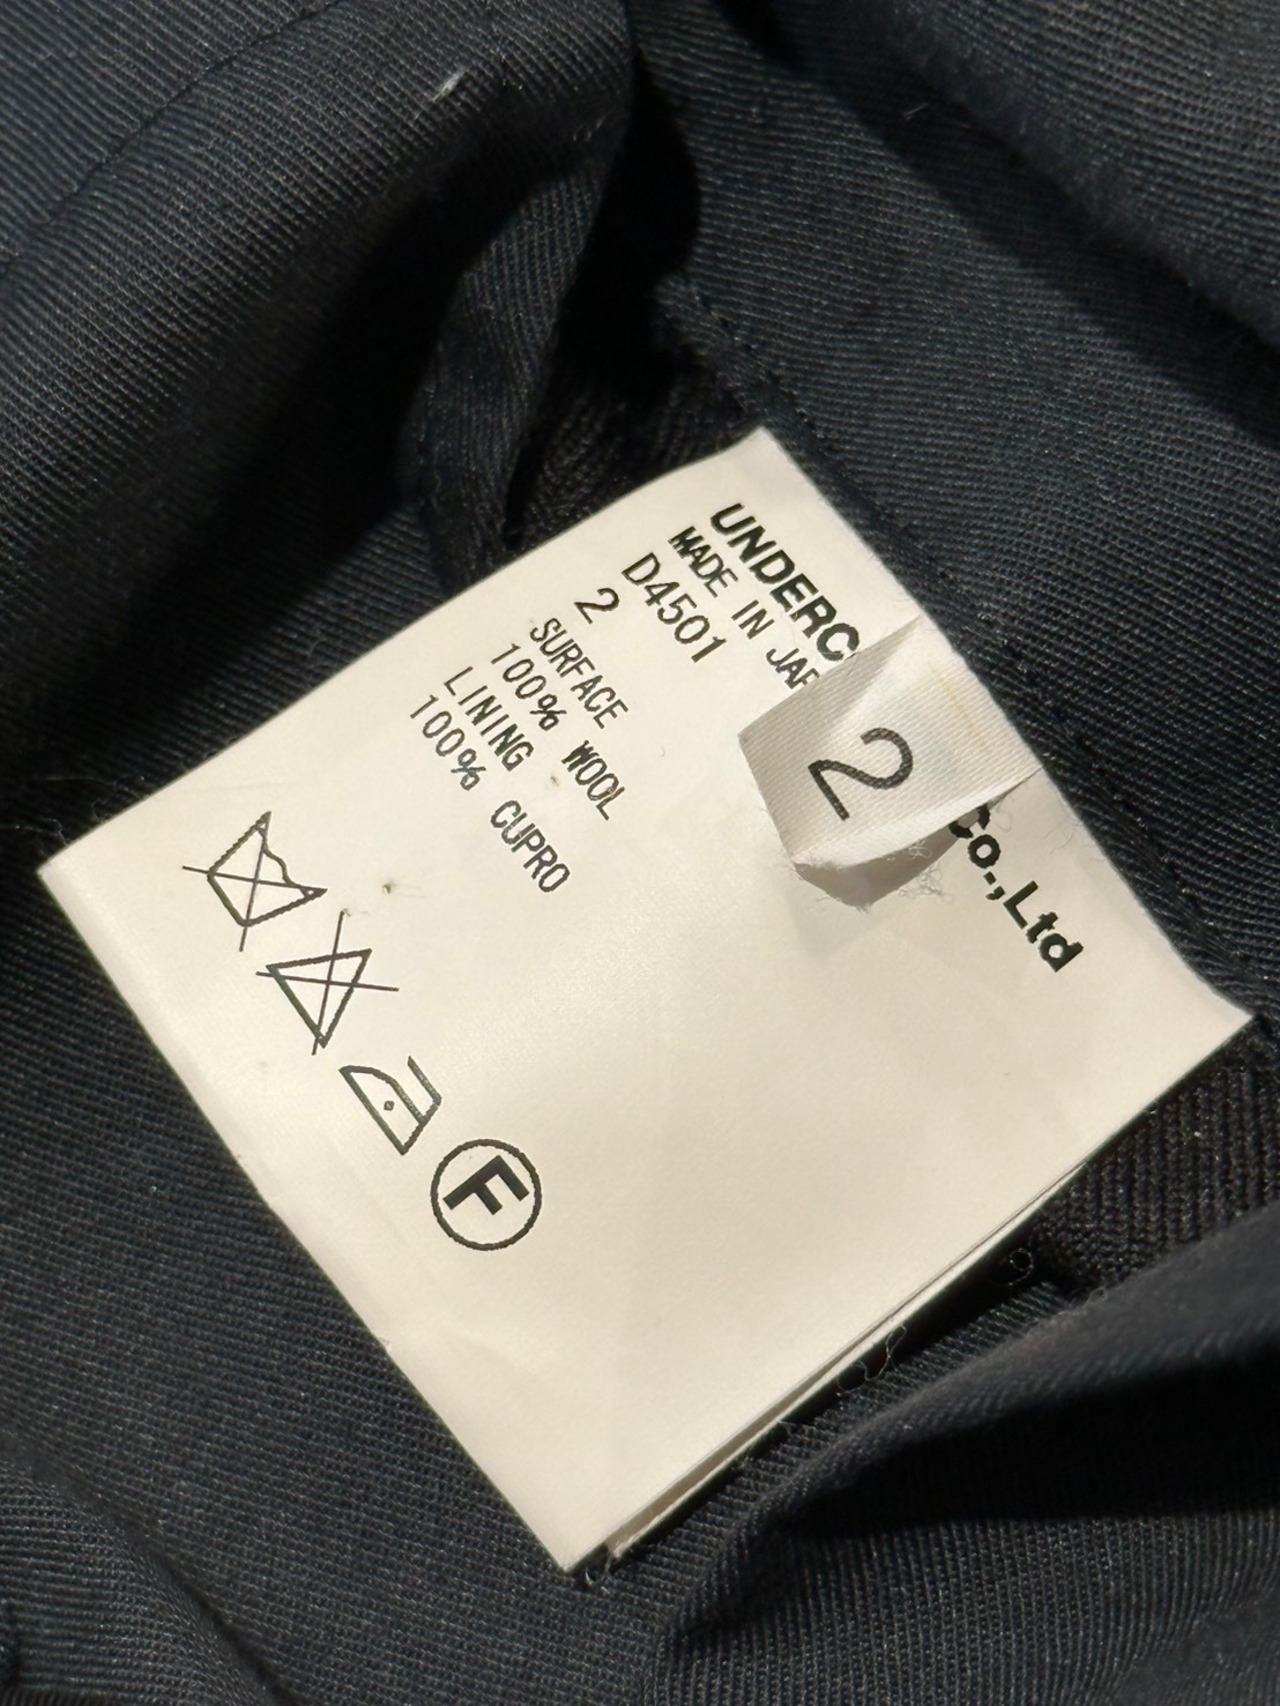 UNDERC Co.,Ltd
MADE IN JAP
D4501
2
SURFACE
100% WOOL
LINING
100% CUPRO
2
F